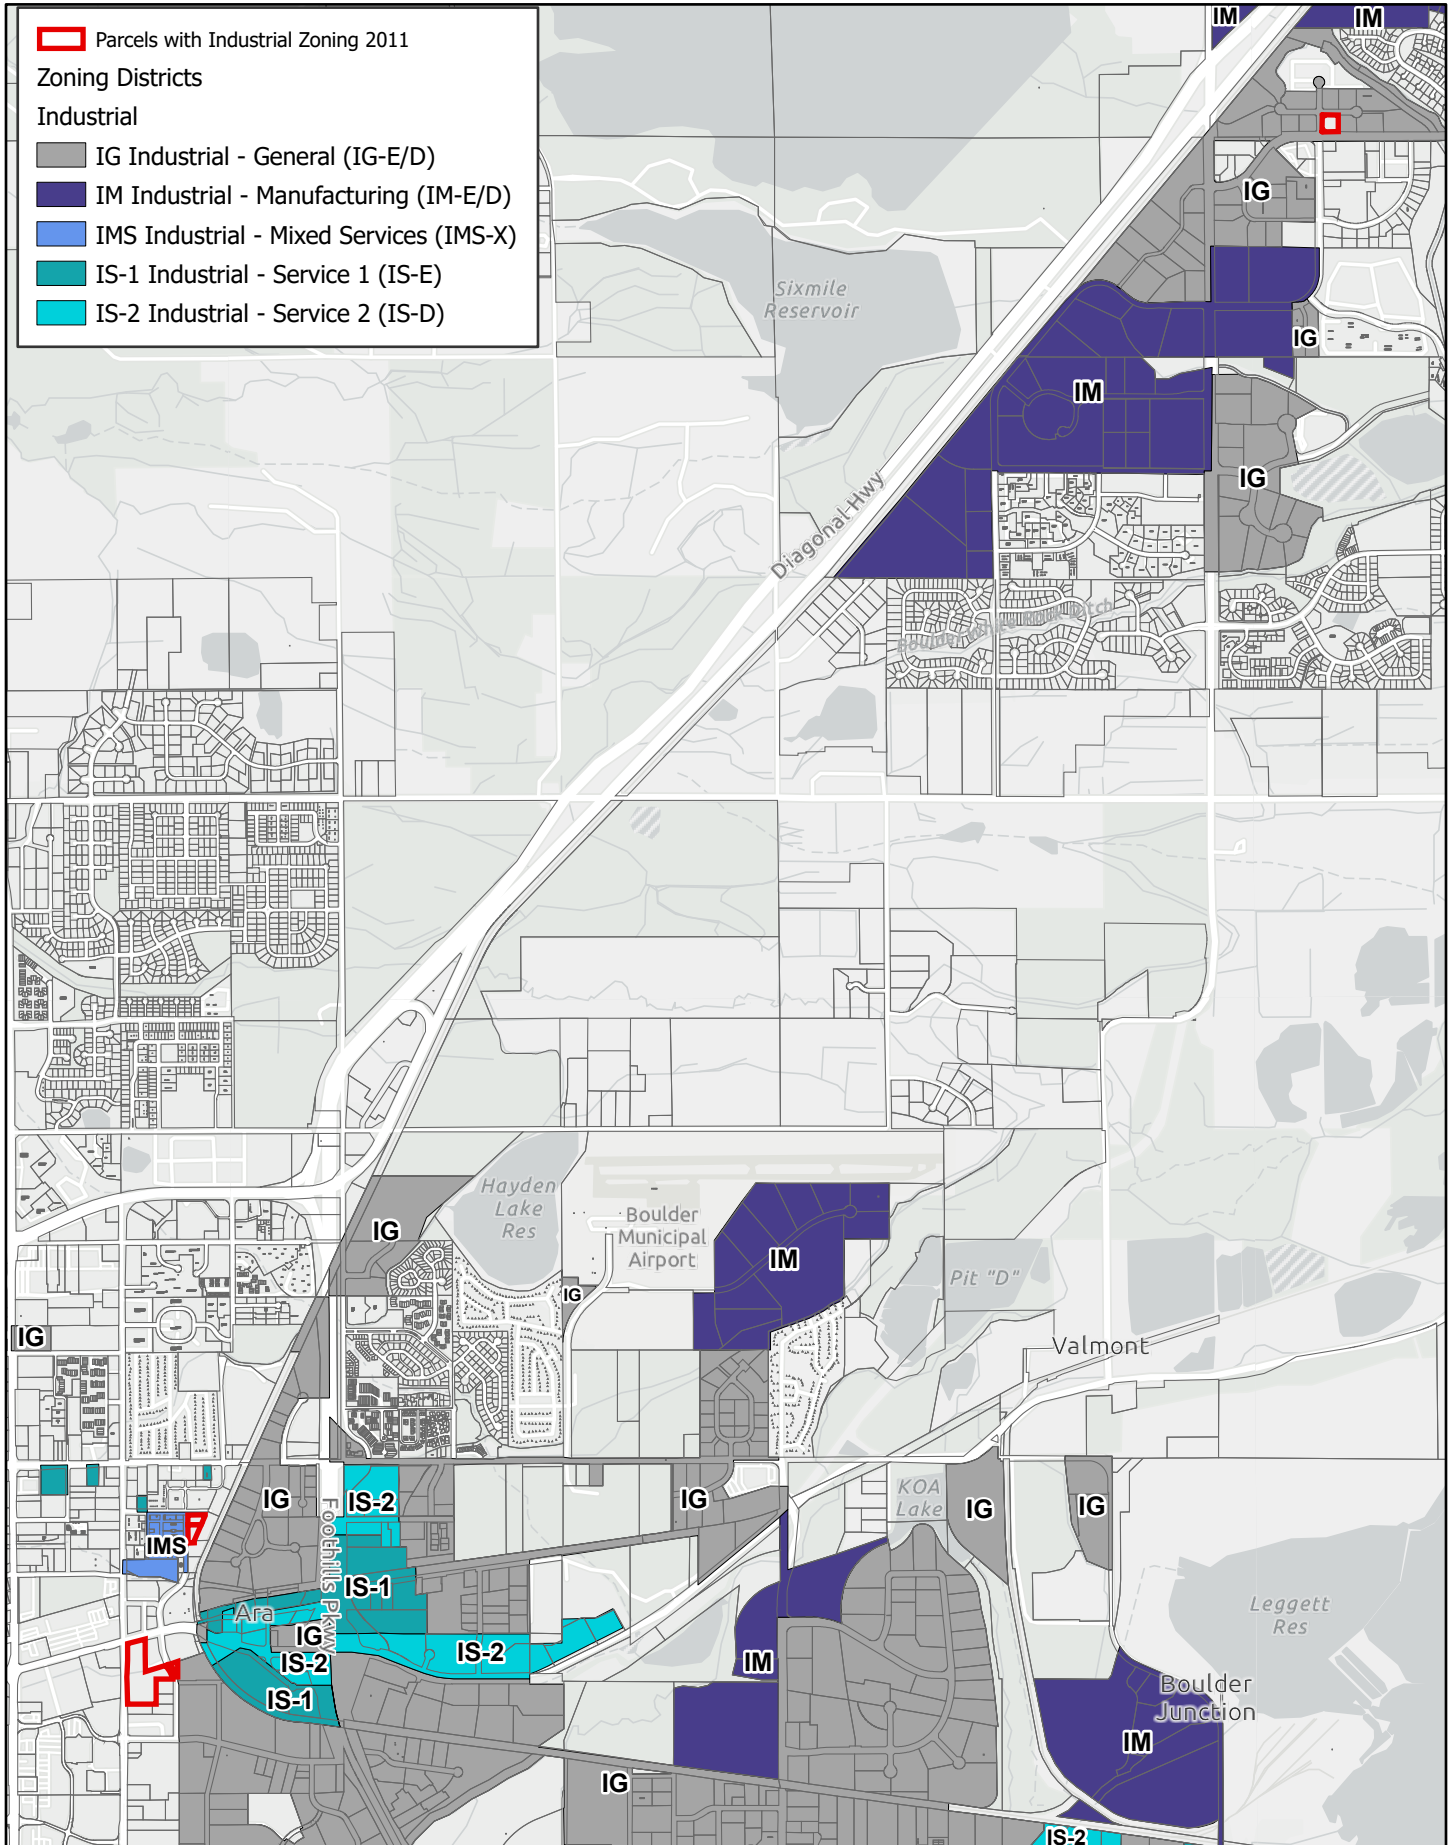 Parcels with Industrial Zoning 2011
Zoning Districts
Industrial
IG Industrial - General (IG-E/D)
IM Industrial - Manufacturing (IM-E/D)
IMS Industrial - Mixed Services (IMS-X)
IS-1 Industrial - Service 1 (IS-E)
IS-2 Industrial - Service 2 (IS-D)
IM
IM
IG
Sixmile
Reservoir
IG
IM
IG
Diagonal Hwy
Boulder White Rock Ditch
Hayden
Lake
Res
IG
Boulder
Municipal
Airport
IM
Pit "D"
IG
IG
Valmont
KOA
Lake
IG
IS-2
IG
IG
IG
Foothills Pkwy
IMS
IS-1
Ara
IG
IS-2
IS-2
IS-1
IM
Leggett
Res
Boulder
Junction
IM
IG
IS-2